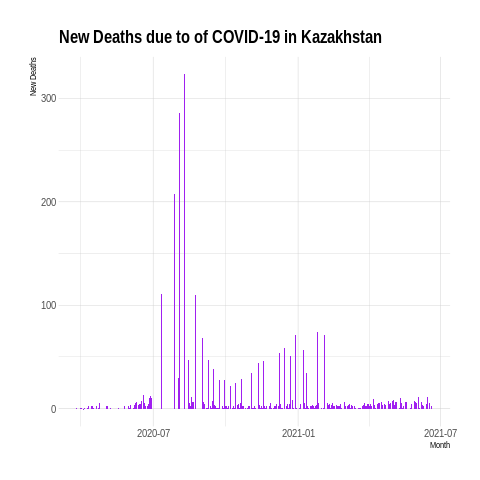 New Deaths due to of COVID-19 in Kazakhstan
New Deaths
300
200
100
0
2020-07
2021-01
2021-07
Month